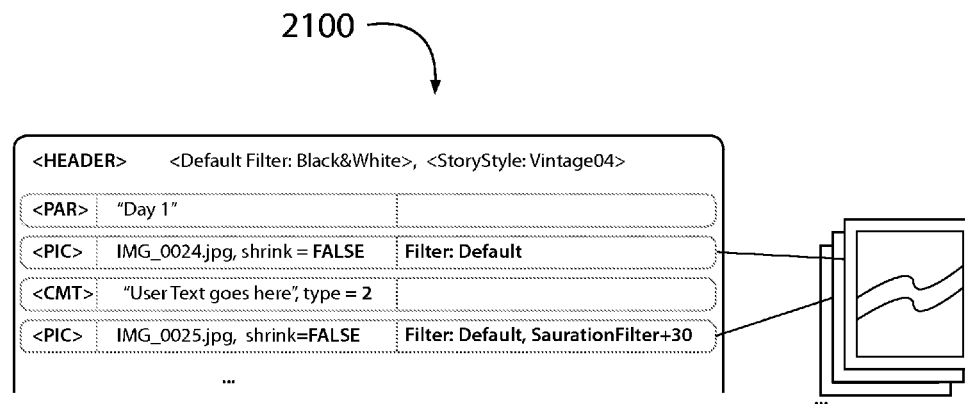 2100
<HEADER> <Default Filter: Black&White>, <StoryStyle: Vintage04>
<PAR> “Day 1”
<PIC> IMG_0024.jpg, shrink = FALSE Filter: Default
<CMT> “User Text goes here”, type = 2
<PIC> IMG_0025.jpg, shrink=FALSE Filter: Default, SaurationFilter+30
...
...